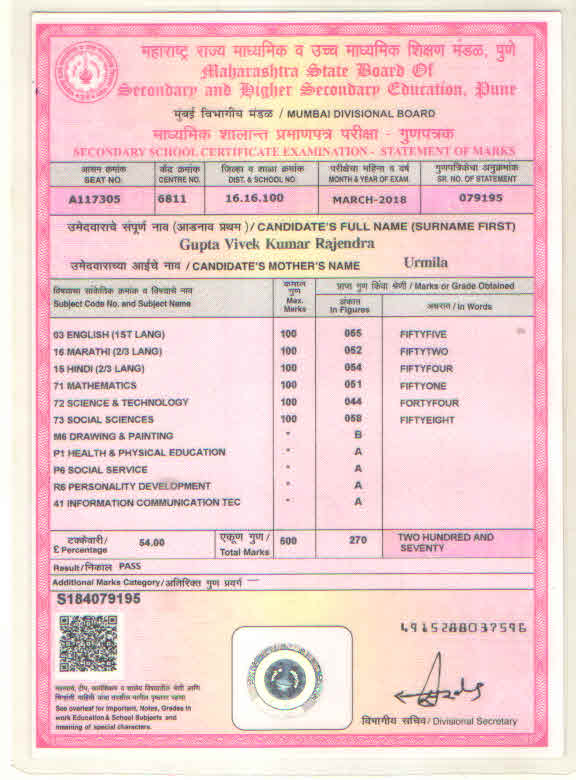 महाराष्ट्र राज्य माध्यमिक व उच्च माध्यमिक शिक्षण मंडळ, पुणे
Maharashtra State Board Of
Secondary and Higher Secondary Education, Pune
मुंबई विभागीय मंडळ / MUMBAI DIVISIONAL BOARD
माध्यमिक शालान्त प्रमाणपत्र परीक्षा - गुणपत्रक
SECONDARY SCHOOL CERTIFICATE EXAMINATION - STATEMENT OF MARKS
आसन क्रमांक केंद्र क्रमांक जिल्हा व शाळा क्रमांक परीक्षेचा महिना व वर्ष गुणपत्रिकेचा अनुक्रमांक
SEAT NO. CENTRE NO. DIST. & SCHOOL NO. MONTH & YEAR OF EXAM. SR. NO. OF STATEMENT
A117305 6811 16.16.100 MARCH-2018 079195
उमेदवाराचे संपूर्ण नाव (आडनाव प्रथम) / CANDIDATE'S FULL NAME (SURNAME FIRST)
Gupta Vivek Kumar Rajendra
उमेदवाराच्या आईचे नाव / CANDIDATE'S MOTHER'S NAME Urmila
विषयाचा सांकेतिक क्रमांक व विषयाचे नाव कमाल गुण प्राप्त गुण किंवा श्रेणी / Marks or Grade Obtained
Subject Code No. and Subject Name Max. Marks अंकात In Figures अक्षरात / In Words
03 ENGLISH (1ST LANG) 100 055 FIFTYFIVE
16 MARATHI (2/3 LANG) 100 052 FIFTYTWO
15 HINDI (2/3 LANG) 100 054 FIFTYFOUR
71 MATHEMATICS 100 051 FIFTYONE
72 SCIENCE & TECHNOLOGY 100 044 FORTYFOUR
73 SOCIAL SCIENCES 100 058 FIFTYEIGHT
M6 DRAWING & PAINTING * B
P1 HEALTH & PHYSICAL EDUCATION * A
P6 SOCIAL SERVICE * A
R6 PERSONALITY DEVELOPMENT * A
41 INFORMATION COMMUNICATION TEC * A
टक्केवारी/ एकूण गुण/ TWO HUNDRED AND
£ Percentage 54.00 Total Marks 500 270 SEVENTY
Result/निकाल PASS
Additional Marks Category/अतिरिक्त गुण प्रवर्ग —
S184079195
4915288037596
See overleaf for Important, Notes, Grades in
work Education & School Subjects and
meaning of special characters.
विभागीय सचिव/ Divisional Secretary